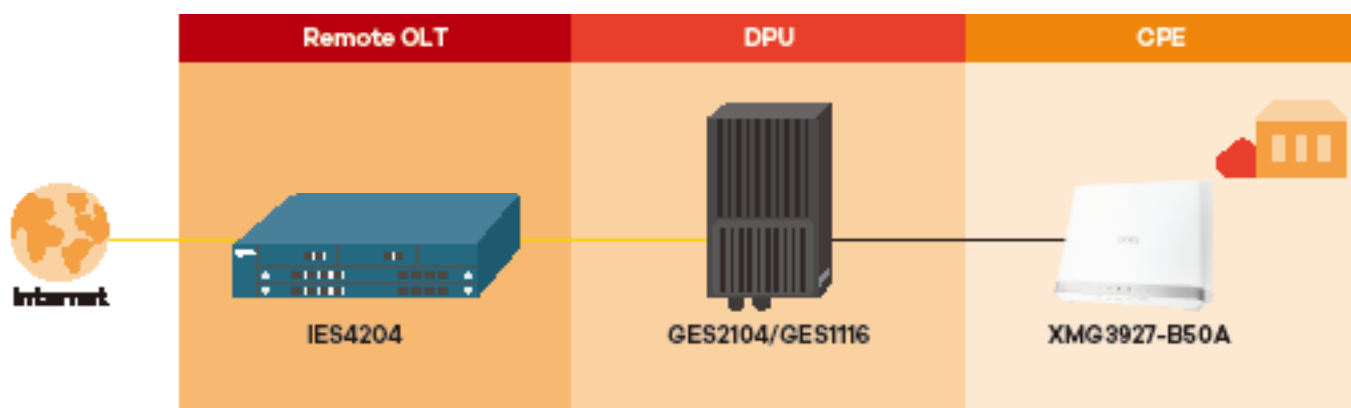 Remote OLT
DPU
CPE
Internet
IES4204
GES2104/GES1116
XMG3927-B50A